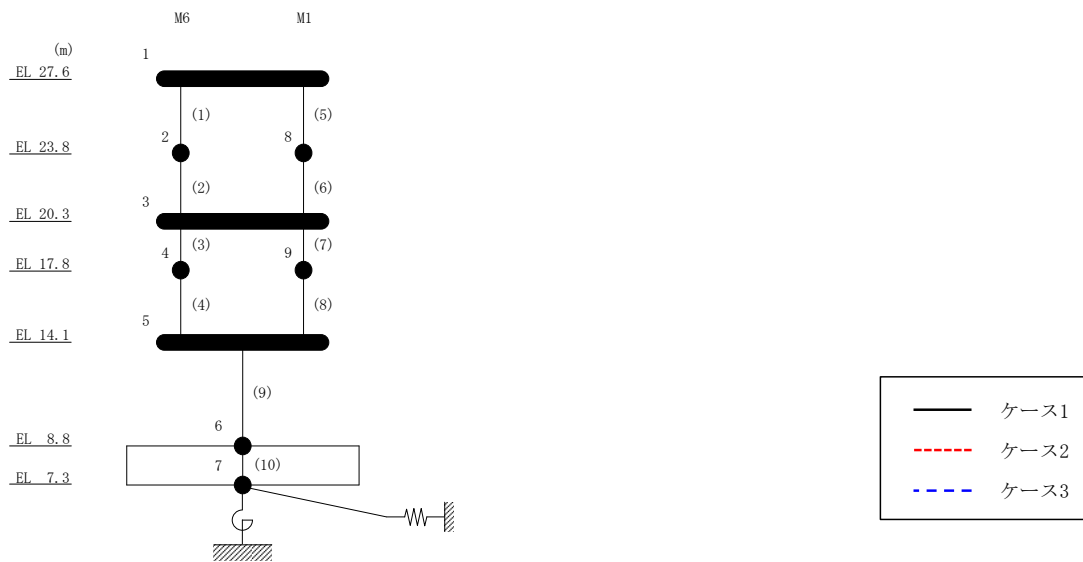 M6 M1
(m)
1
EL 27.6
(1) (5)
2 8
EL 23.8
(2) (6)
3
EL 20.3
(3) (7)
4 9
EL 17.8
(4) (8)
5
EL 14.1
(9)
ケース1
6
EL 8.8
ケース2
7 (10)
EL 7.3
ケース3